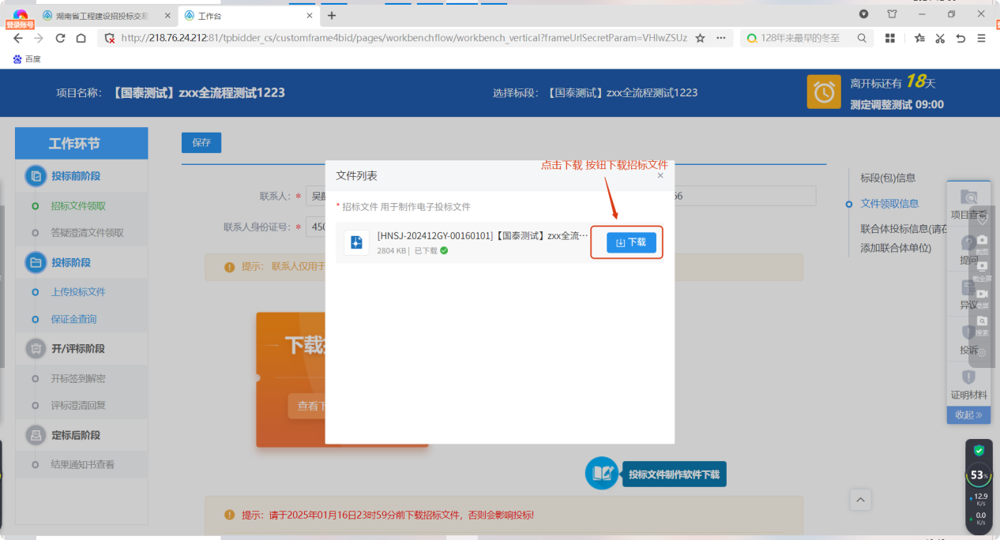 登录账号
湖南省工程建设招投标交易
工作台
http://218.76.24.212:81/tpbidder_cs/customframe4bid/pages/workbenchflow/workbench_vertical?frameUrlSecretParam=VHlwZSUz
128年来最早的冬至
百度
项目名称: 【国泰测试】zxx全流程测试1223
选择标段: 【国泰测试】zxx全流程测试1223
离开标还有 18天
测定调整测试 09:00
工作环节
投标前阶段
招标文件领取
答疑澄清文件领取
投标阶段
上传投标文件
保证金查询
开/评标阶段
开标签到解密
评标澄清回复
定标后阶段
结果通知书查看
保存
点击下载 按钮下载招标文件
文件列表
联系人: *
* 招标文件 用于制作电子投标文件
联系人身份证号: * 450
[HNSJ-202412GY-00160101]【国泰测试】zxx全流…
2804 KB | 已下载
下载
提示: 联系人仅用于
下载
查看下
投标文件制作软件下载
提示: 请于2025年01月16日23时59分前下载招标文件，否则会影响投标!
标段(包)信息
文件领取信息
联合体投标信息(请在
添加联合体单位)
项目查看
提问
异议
投诉
证明材料
收起 »
搜索
53%
12.9
K/s
0.0
K/s